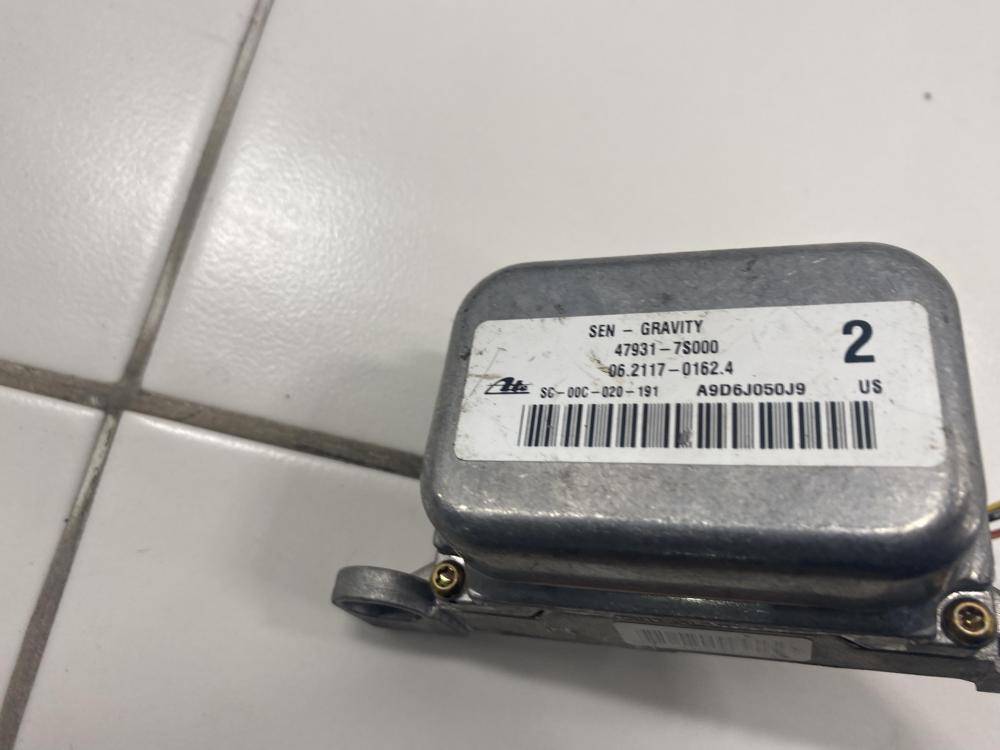 SEN - GRAVITY
47931-7S000
2
06.2117-0162.4
Ate SC-00C-020-191 A9D6J050J9 US